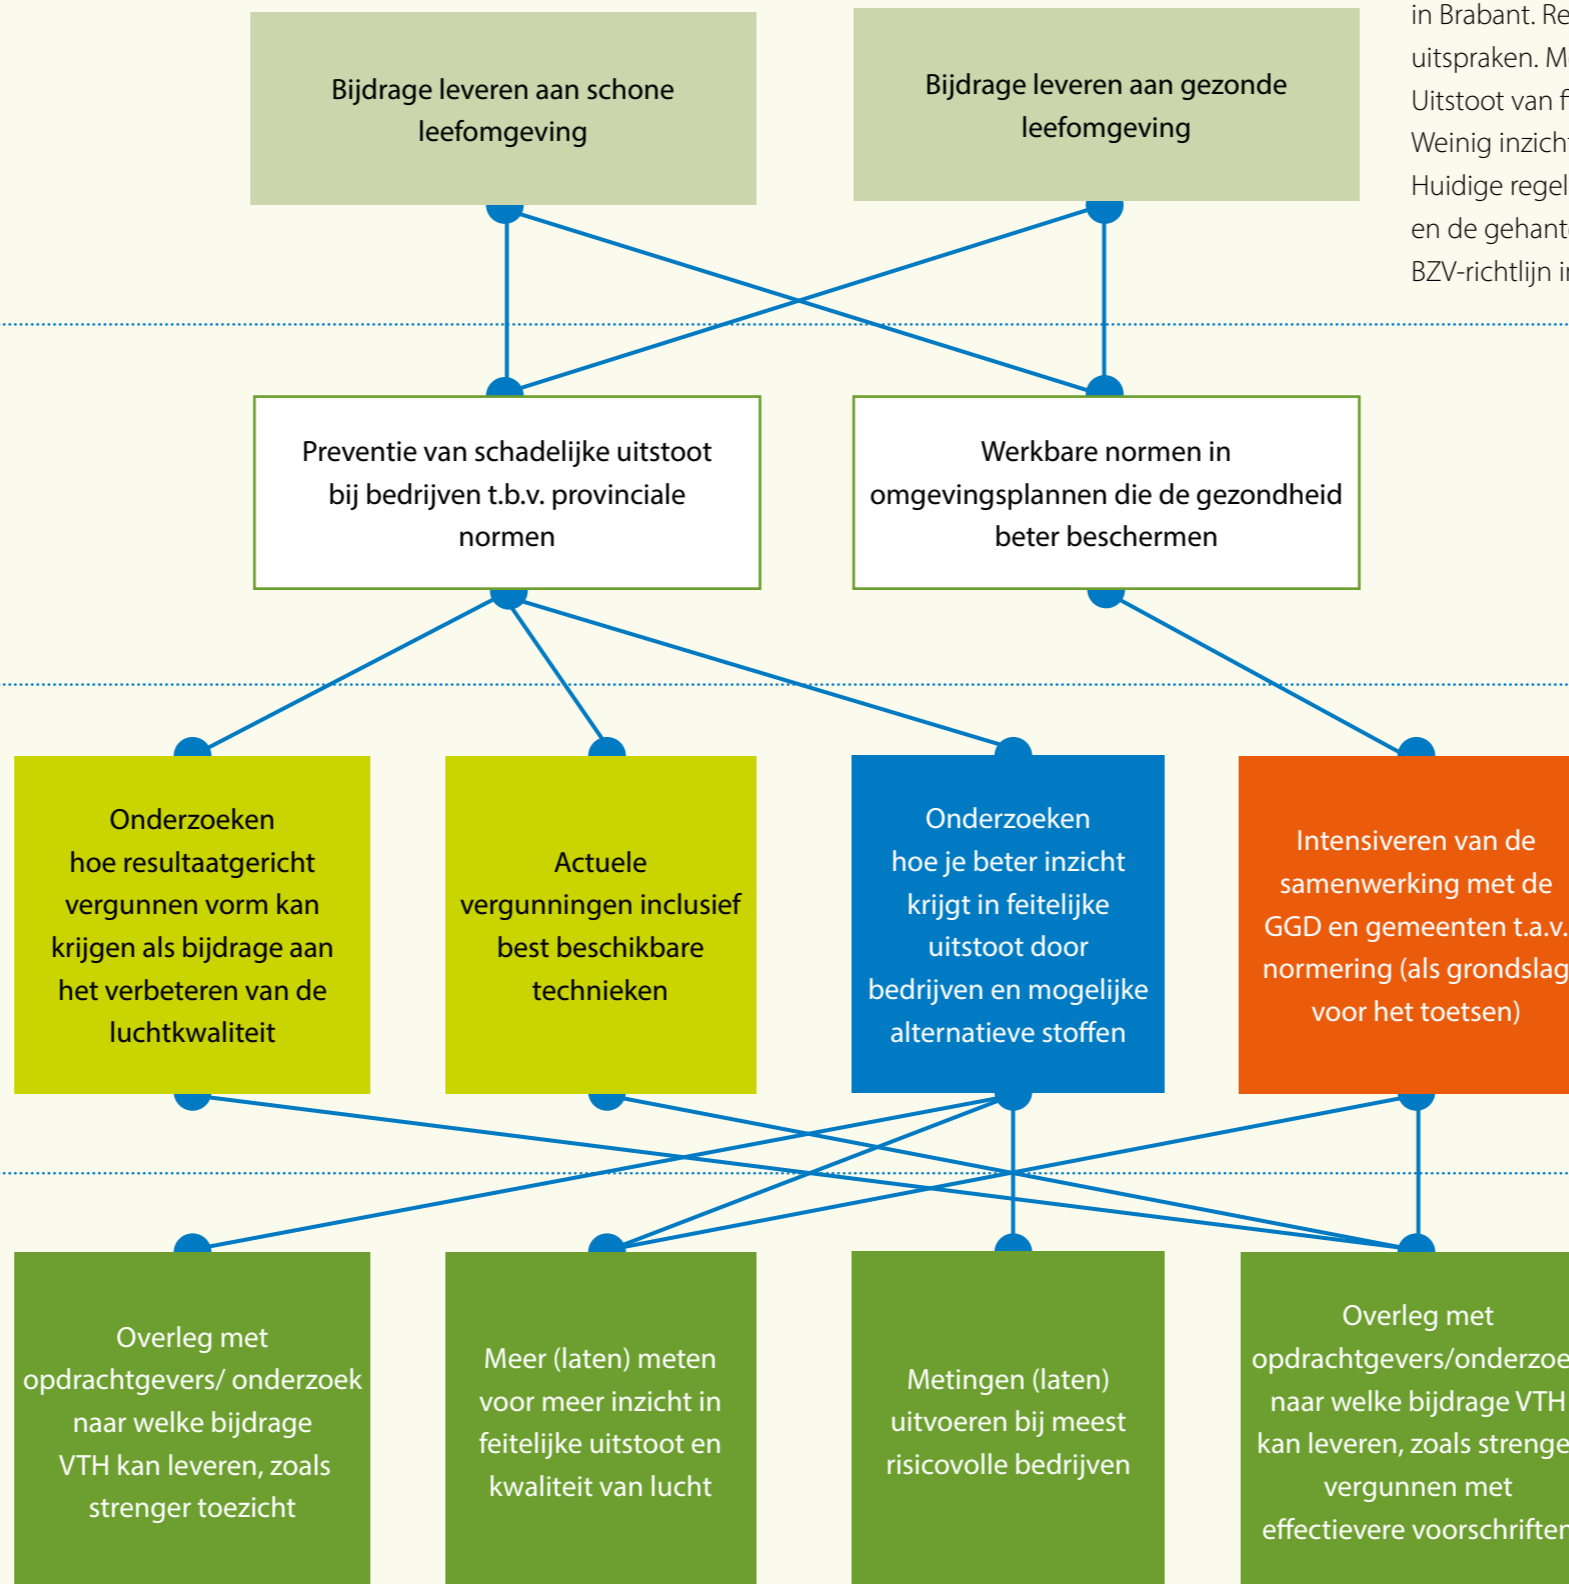 in Brabant.
uitspraken.
Uitstoot van
Weinig
Huidige
en de
BZV-richtlijn
Bijdrage leveren aan schone
leefomgeving
Bijdrage leveren aan gezonde
leefomgeving
Preventie van schadelijke uitstoot
bij bedrijven t.b.v. provinciale
normen
Werkbare normen in
omgevingsplannen die de gezondheid
beter beschermen
Onderzoeken
hoe resultaatgericht
vergunnen vorm kan
krijgen als bijdrage aan
het verbeteren van de
luchtkwaliteit
Actuele
vergunningen inclusief
best beschikbare
technieken
Onderzoeken
hoe je beter inzicht
krijgt in feitelijke
uitstoot door
bedrijven en mogelijke
alternatieve stoffen
Intensiveren van de
samenwerking met de
GGD en gemeenten t.a.v.
normering (als grondslag
voor het toetsen)
Overleg met
opdrachtgevers/ onderzoek
naar welke bijdrage
VTH kan leveren, zoals
strenger toezicht
Meer (laten) meten
voor meer inzicht in
feitelijke uitstoot en
kwaliteit van lucht
Metingen (laten)
uitvoeren bij meest
risicovolle bedrijven
Overleg met
naar welke bijdrage VTH
kan leveren, zoals
vergunnen met
effectievere